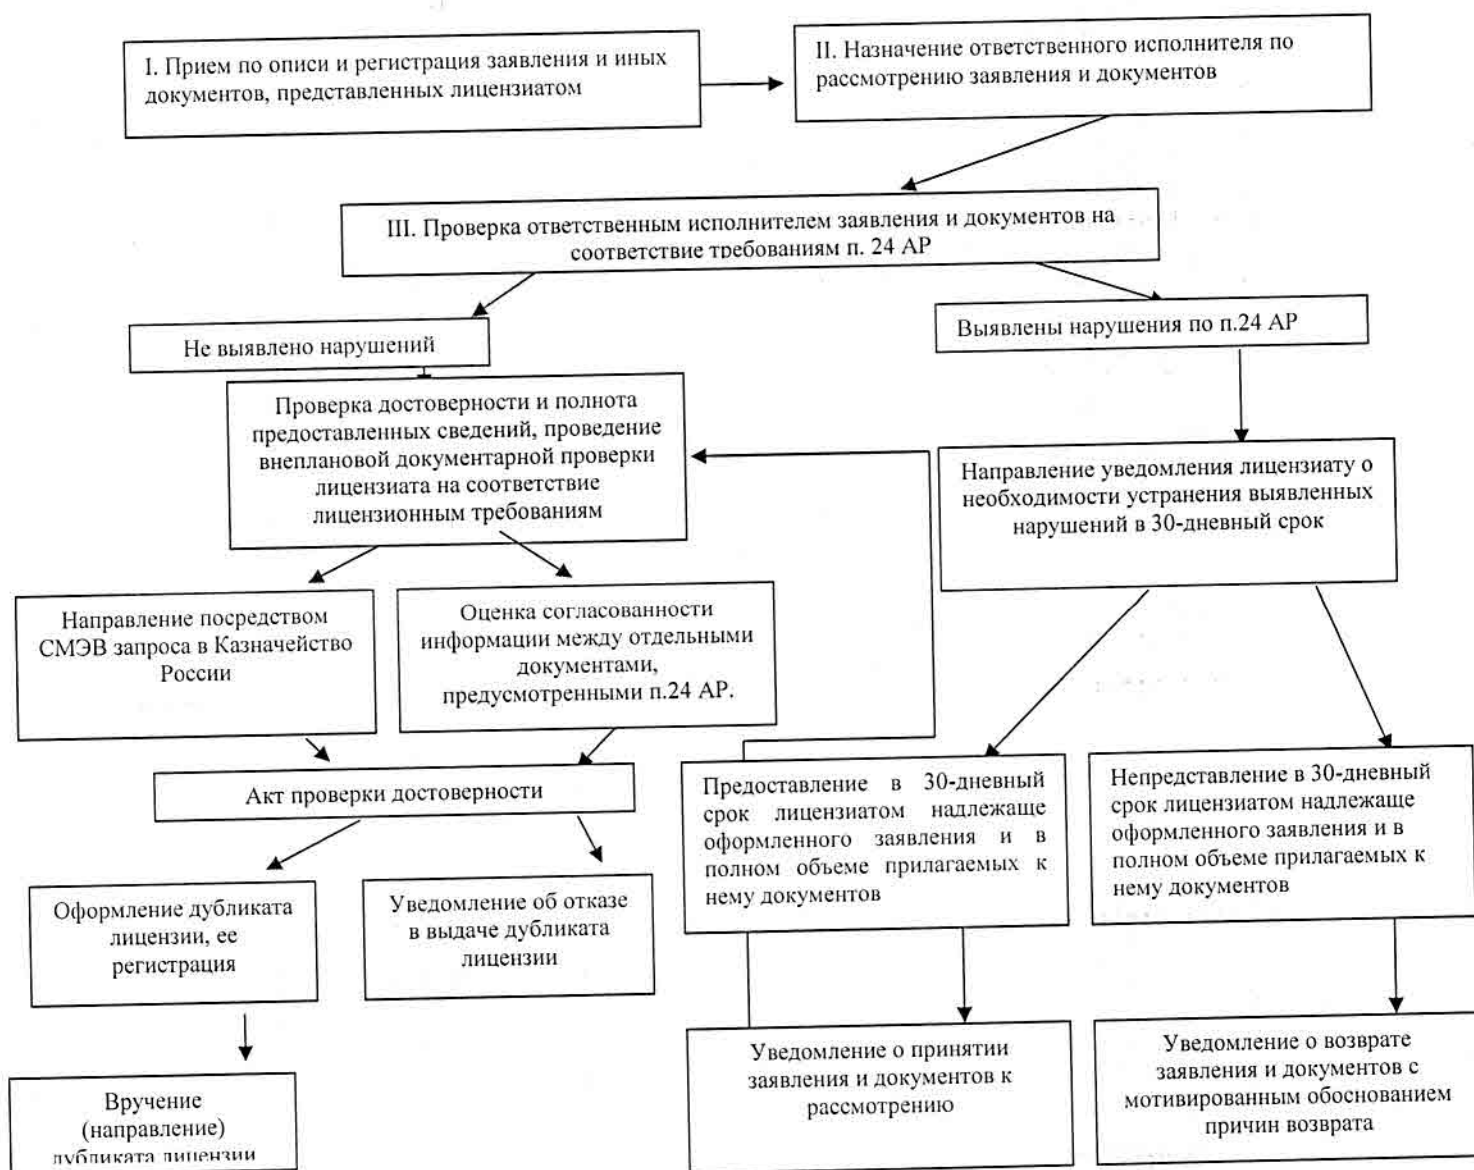 I. Прием по описи и регистрация заявления и иных
документов, представленных лицензиатом
II. Назначение ответственного исполнителя по
рассмотрению заявления и документов
III. Проверка ответственным исполнителем заявления и документов на
соответствие требованиям п. 24 АР
Не выявлено нарушений
Выявлены нарушения по п.24 АР
Проверка достоверности и полнота
предоставленных сведений, проведение
внеплановой документарной проверки
лицензиата на соответствие
лицензионным требованиям
Направление уведомления лицензиату о
необходимости устранения выявленных
нарушений в 30-дневный срок
Направление посредством
СМЭВ запроса в Казначейство
России
Оценка согласованности
информации между отдельными
документами,
предусмотренными п.24 АР.
Акт проверки достоверности
Предоставление в 30-дневный
срок лицензиатом надлежаще
оформленного заявления и в
полном объеме прилагаемых к
нему документов
Непредставление в 30-дневный
срок лицензиатом надлежаще
оформленного заявления и в
полном объеме прилагаемых к
нему документов
Оформление дубликата
лицензии, ее
регистрация
Уведомление об отказе
в выдаче дубликата
лицензии
Вручение
(направление)
дубликата лицензии
Уведомление о принятии
заявления и документов к
рассмотрению
Уведомление о возврате
заявления и документов с
мотивированным обоснованием
причин возврата